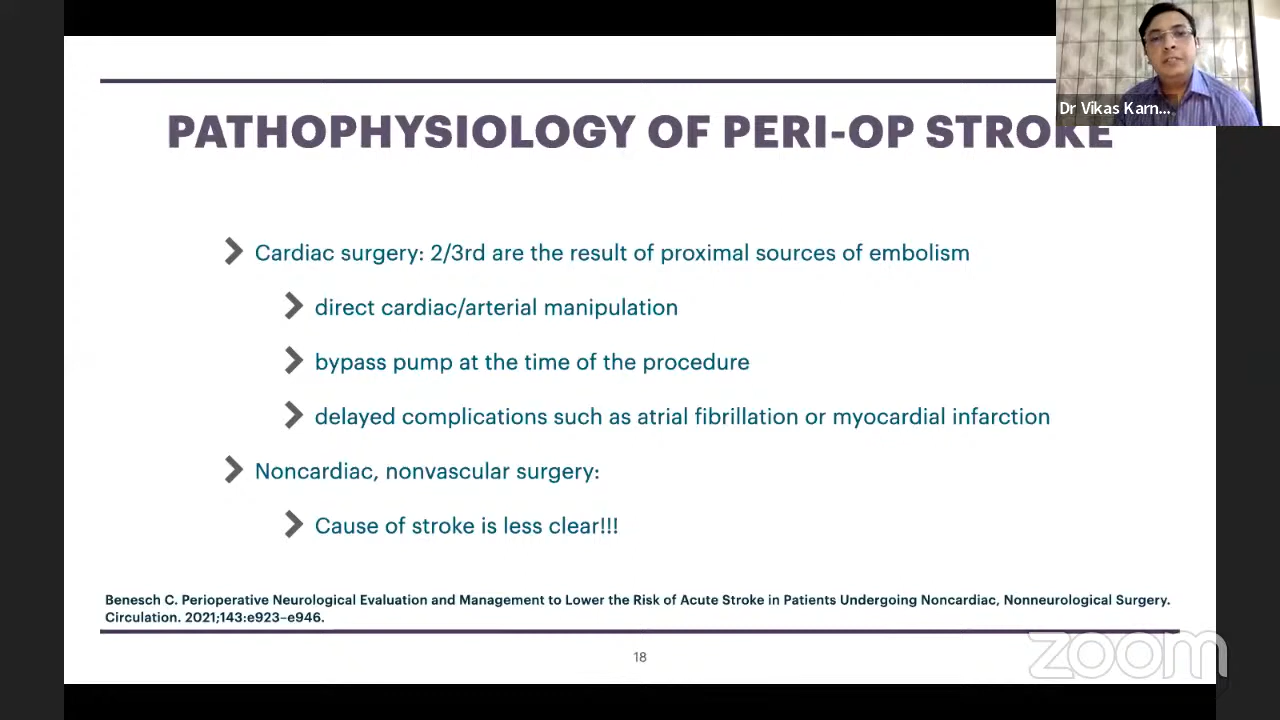 Dr Vikas Karn...
PATHOPHYSIOLOGY OF PERI-OP STROKE
Cardiac surgery: 2/3rd are the result of proximal sources of embolism
direct cardiac/arterial manipulation
bypass pump at the time of the procedure
delayed complications such as atrial fibrillation or myocardial infarction
Noncardiac, nonvascular surgery:
Cause of stroke is less clear!!!
Benesch C. Perioperative Neurological Evaluation and Management to Lower the Risk of Acute Stroke in Patients Undergoing Noncardiac, Nonneurological Surgery.
Circulation. 2021;143:e923–e946.
18
zoom